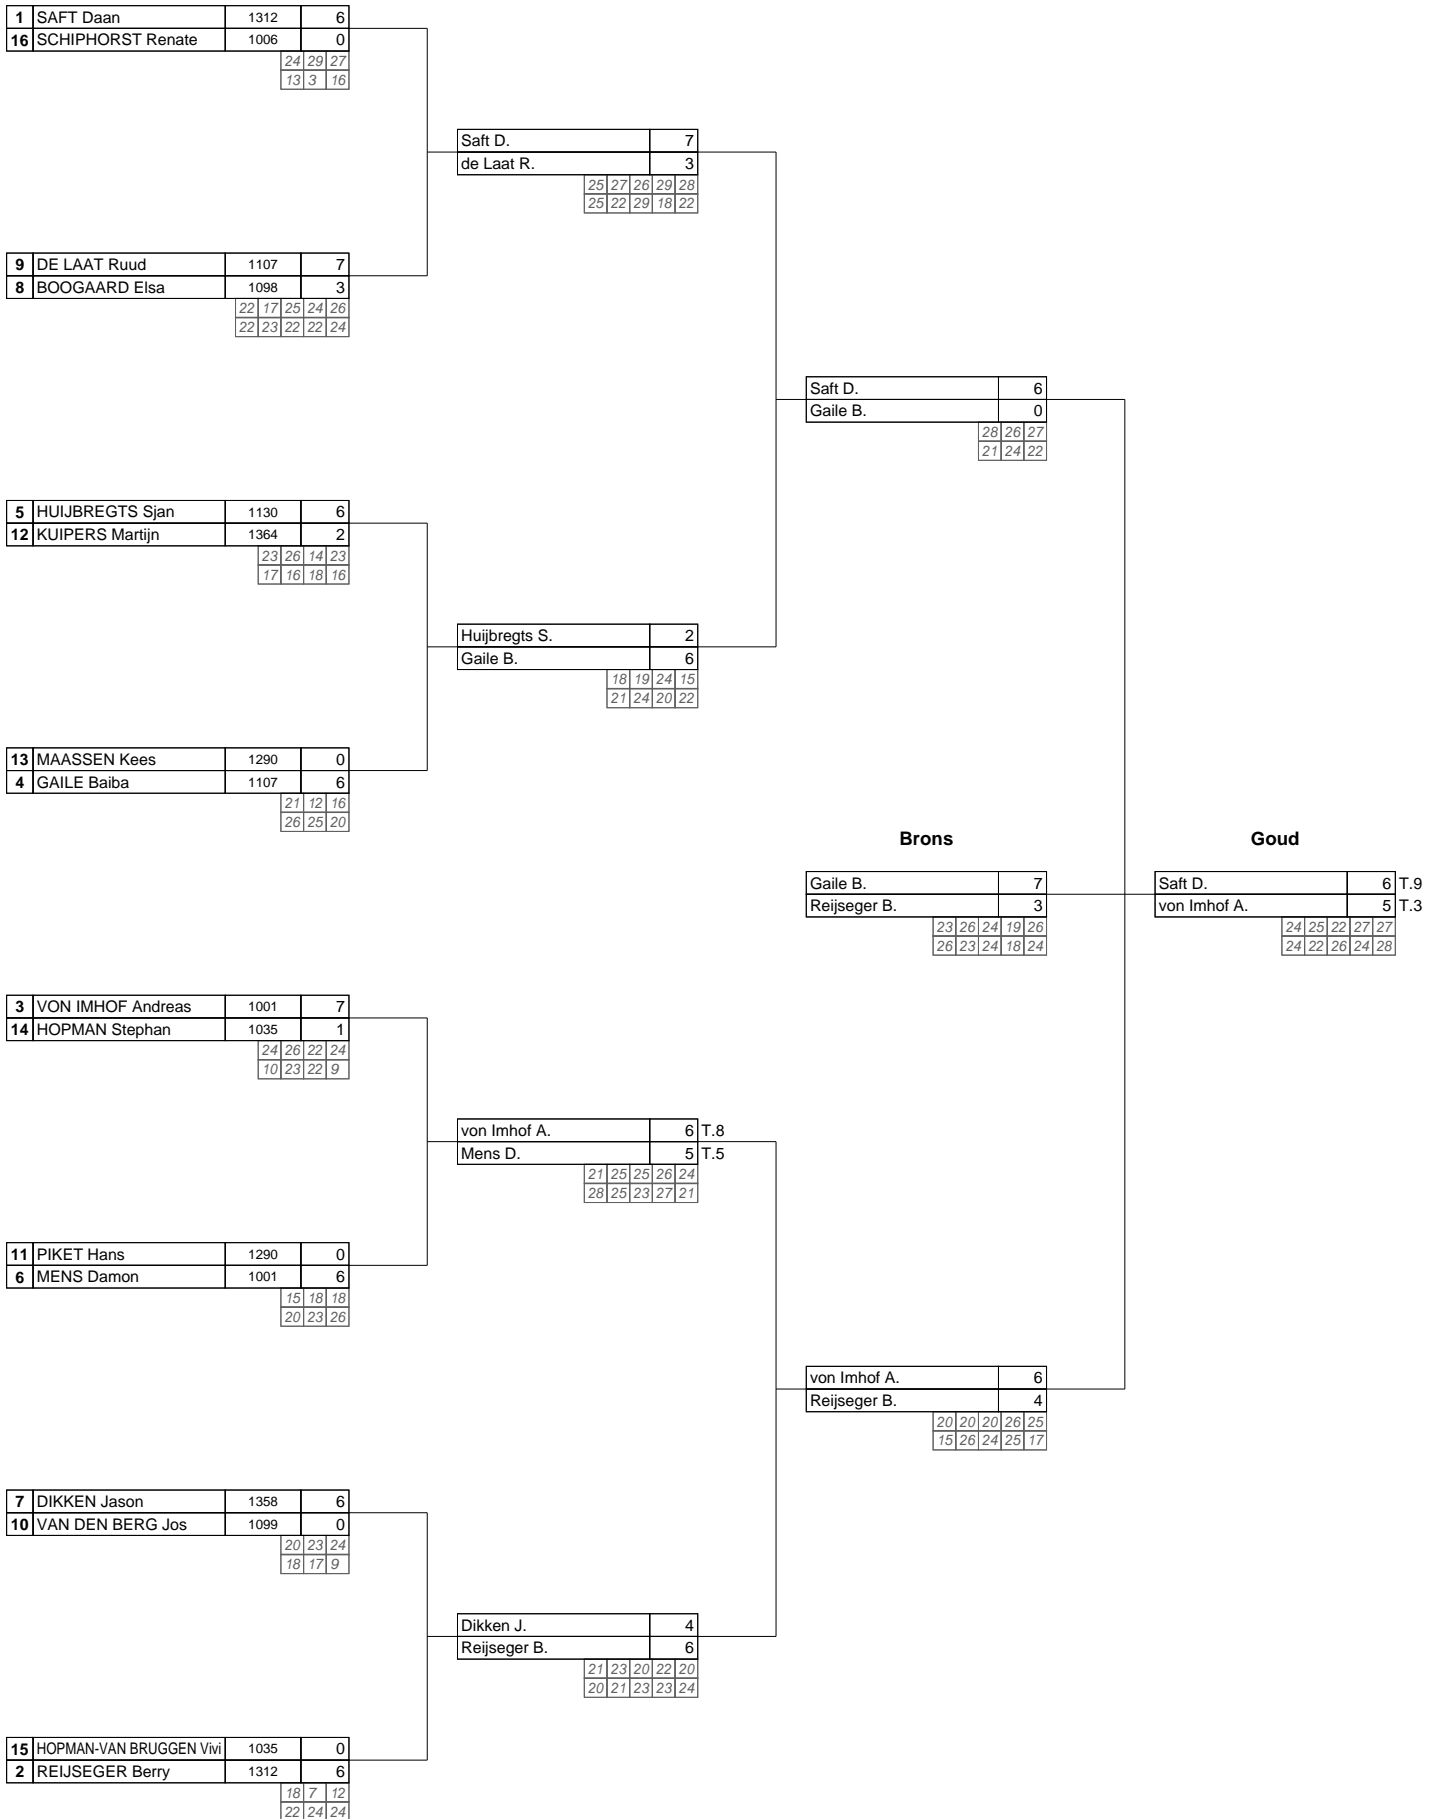 1 SAFT Daan 1312 6
16 SCHIPHORST Renate 1006 0
24 29 27
13 3 16
Saft D. 7
de Laat R. 3
25 27 26 29 28
25 22 29 18 22
9 DE LAAT Ruud 1107 7
8 BOOGAARD Elsa 1098 3
22 17 25 24 26
22 23 22 22 24
Saft D. 6
Gaile B. 0
28 26 27
21 24 22
5 HUIJBREGTS Sjan 1130 6
12 KUIPERS Martijn 1364 2
23 26 14 23
17 16 18 16
Huijbregts S. 2
Gaile B. 6
18 19 24 15
21 24 20 22
13 MAASSEN Kees 1290 0
4 GAILE Baiba 1107 6
21 12 16
26 25 20
Brons Goud
Gaile B. 7 Saft D. 6 T.9
Reijseger B. 3 von Imhof A. 5 T.3
23 26 24 19 26 24 25 22 27 27
26 23 24 18 24 24 22 26 24 28
3 VON IMHOF Andreas 1001 7
14 HOPMAN Stephan 1035 1
24 26 22 24
10 23 22 9
von Imhof A. 6 T.8
Mens D. 5 T.5
21 25 25 26 24
28 25 23 27 21
11 PIKET Hans 1290 0
6 MENS Damon 1001 6
15 18 18
20 23 26
von Imhof A. 6
Reijseger B. 4
20 20 20 26 25
15 26 24 25 17
7 DIKKEN Jason 1358 6
10 VAN DEN BERG Jos 1099 0
20 23 24
18 17 9
Dikken J. 4
Reijseger B. 6
21 23 20 22 20
20 21 23 23 24
15 HOPMAN-VAN BRUGGEN Vivi 1035 0
2 REIJSEGER Berry 1312 6
18 7 12
22 24 24